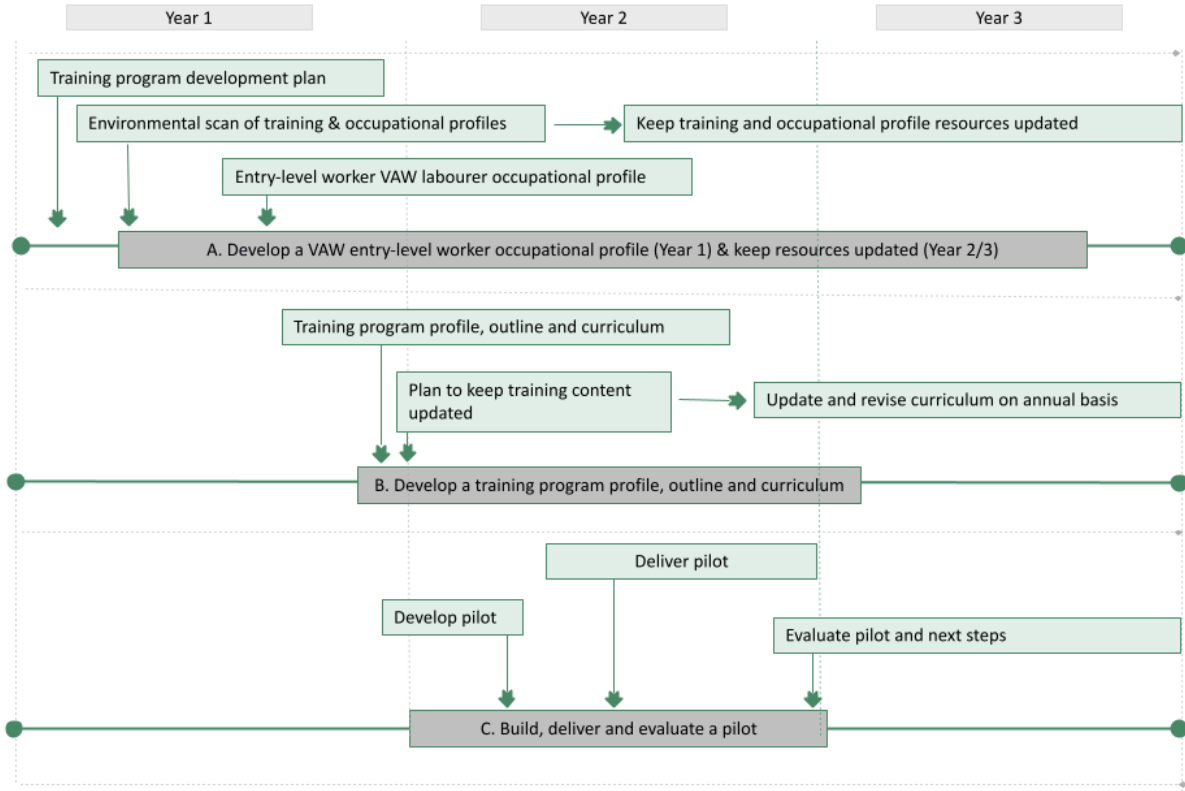 Year 1
Year 2
Year 3
Training program development plan
Environmental scan of training & occupational profiles
Keep training and occupational profile resources updated
Entry-level worker VAW labourer occupational profile
A. Develop a VAW entry-level worker occupational profile (Year 1) & keep resources updated (Year 2/3)
Training program profile, outline and curriculum
Plan to keep training content
updated
Update and revise curriculum on annual basis
B. Develop a training program profile, outline and curriculum
Deliver pilot
Develop pilot
Evaluate pilot and next steps
C. Build, deliver and evaluate a pilot